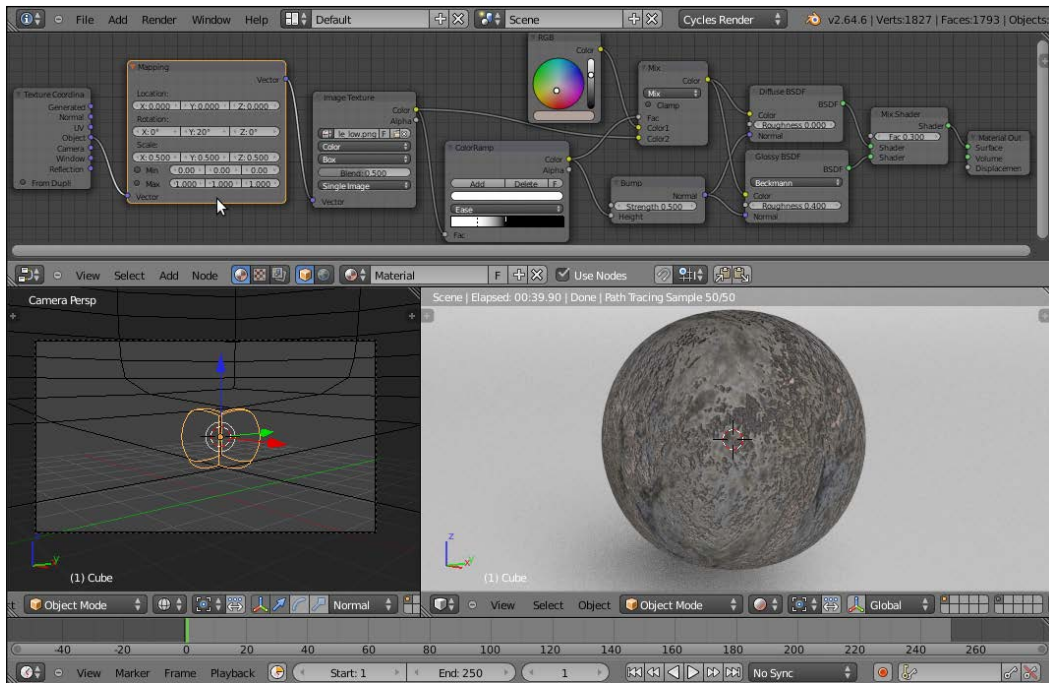 File Add Render Window Help Default Scene Cycles Render v2.64.6 | Verts:1827 | Faces:1793 | Objects:
Texture Coordina
Generated
Normal
UV
Object
Camera
Window
Reflection
From Dupli
Mapping
Vector
Location:
X: 0.000 Y: 0.000 Z: 0.000
Rotation:
X: 0° Y: 20° Z: 0°
Scale:
X: 0.500 Y: 0.500 Z: 0.500
Min 0.00 0.00 0.00
Max 1.000 1.000 1.000
Vector
Image Texture
Color
Alpha
le_low.png F
Color
Box
Blend: 0.500
Single Image
Vector
ColorRamp
Color
Alpha
Add Delete F
Ease
Fac
RGB
Color
Mix
Color
Mix
Clamp
Fac
Color1
Color2
Bump
Normal
Strength 0.500
Height
Diffuse BSDF
BSDF
Color
Roughness 0.000
Normal
Glossy BSDF
BSDF
Beckmann
Color
Roughness 0.400
Normal
Mix Shader
Shader
Fac 0.300
Shader
Shader
Material Out
Surface
Volume
Displacemen
View Select Add Node Material F Use Nodes
Camera Persp
z
y
(1) Cube
Scene | Elapsed: 00:39.90 | Done | Path Tracing Sample 50/50
z
x
y
(1) Cube
Object Mode Normal
View Select Object Object Mode Global
-40 -20 0 20 40 60 80 100 120 140 160 180 200 220 240 260
View Marker Frame Playback Start: 1 End: 250 1 No Sync